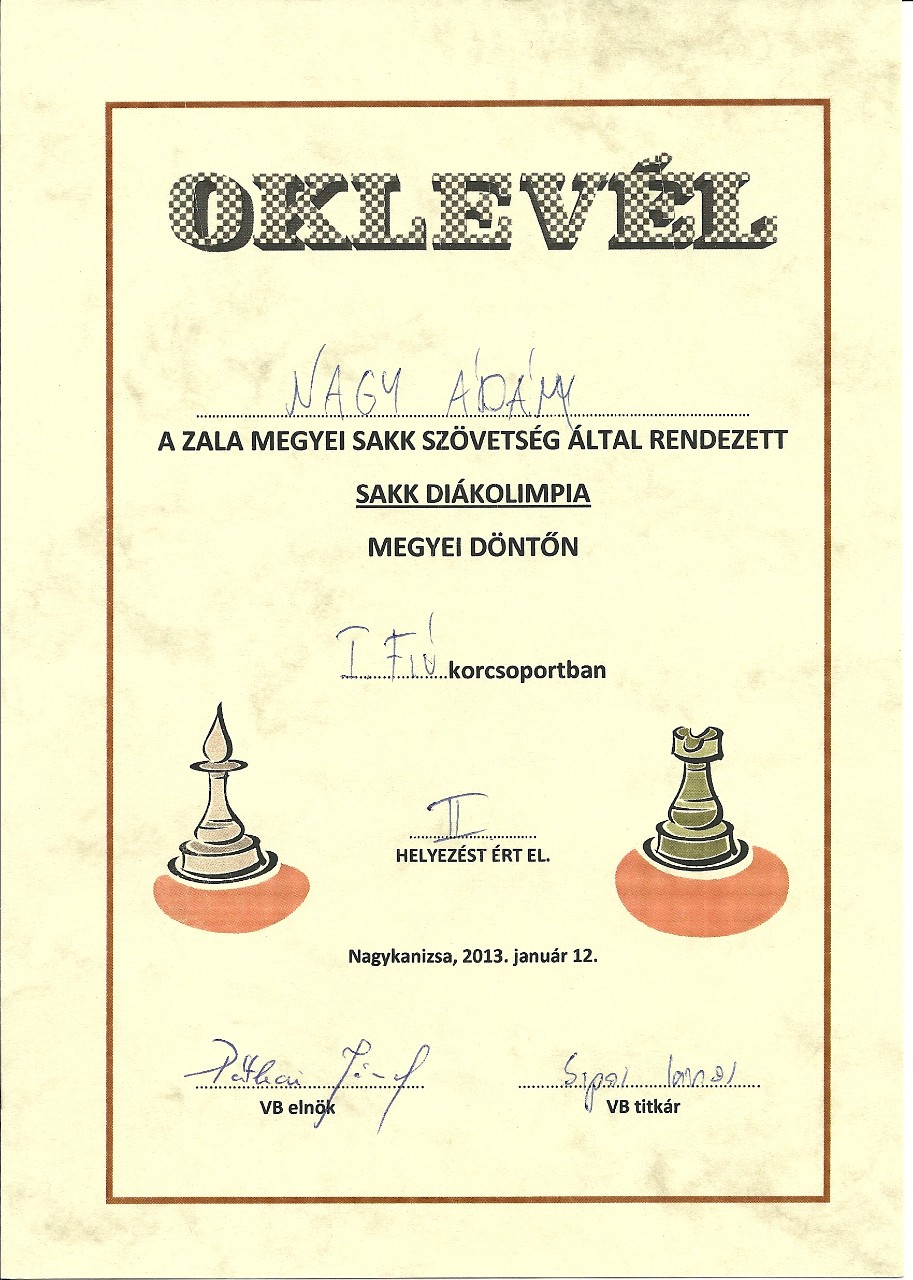 OKLEVÉL
NAGY ÁDÁM
A ZALA MEGYEI SAKK SZÖVETSÉG ÁLTAL RENDEZETT
SAKK DIÁKOLIMPIA
MEGYEI DÖNTŐN
I FIÚ korcsoportban
II
HELYEZÉST ÉRT EL.
Nagykanizsa, 2013. január 12.
VB elnök VB titkár